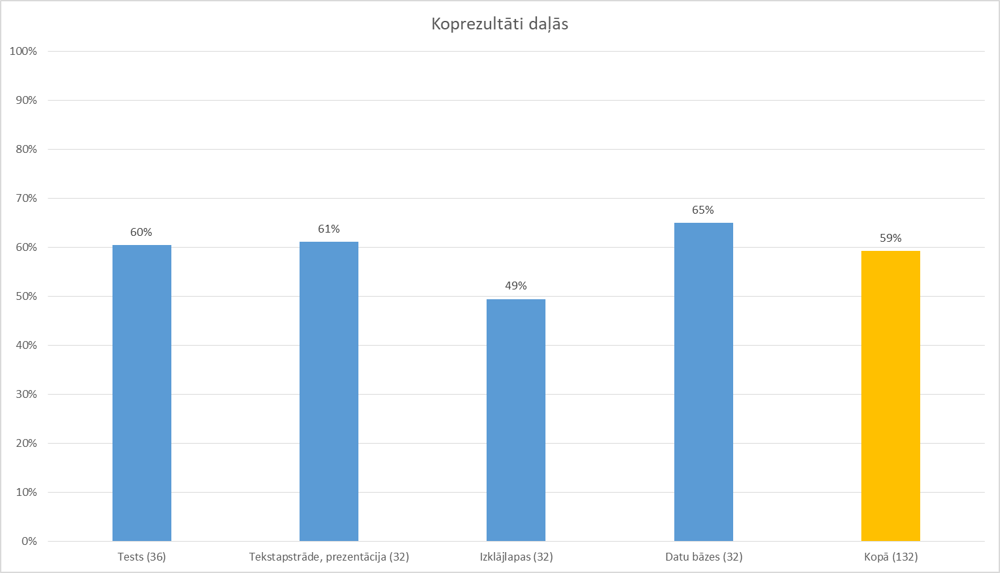 Koprezultāti daļās
100%
90%
80%
70%
60%
50%
40%
30%
20%
10%
0%
60%
61%
49%
65%
59%
Tests (36)
Tekstapstrāde, prezentācija (32)
Izklājlapas (32)
Datu bāzes (32)
Kopā (132)